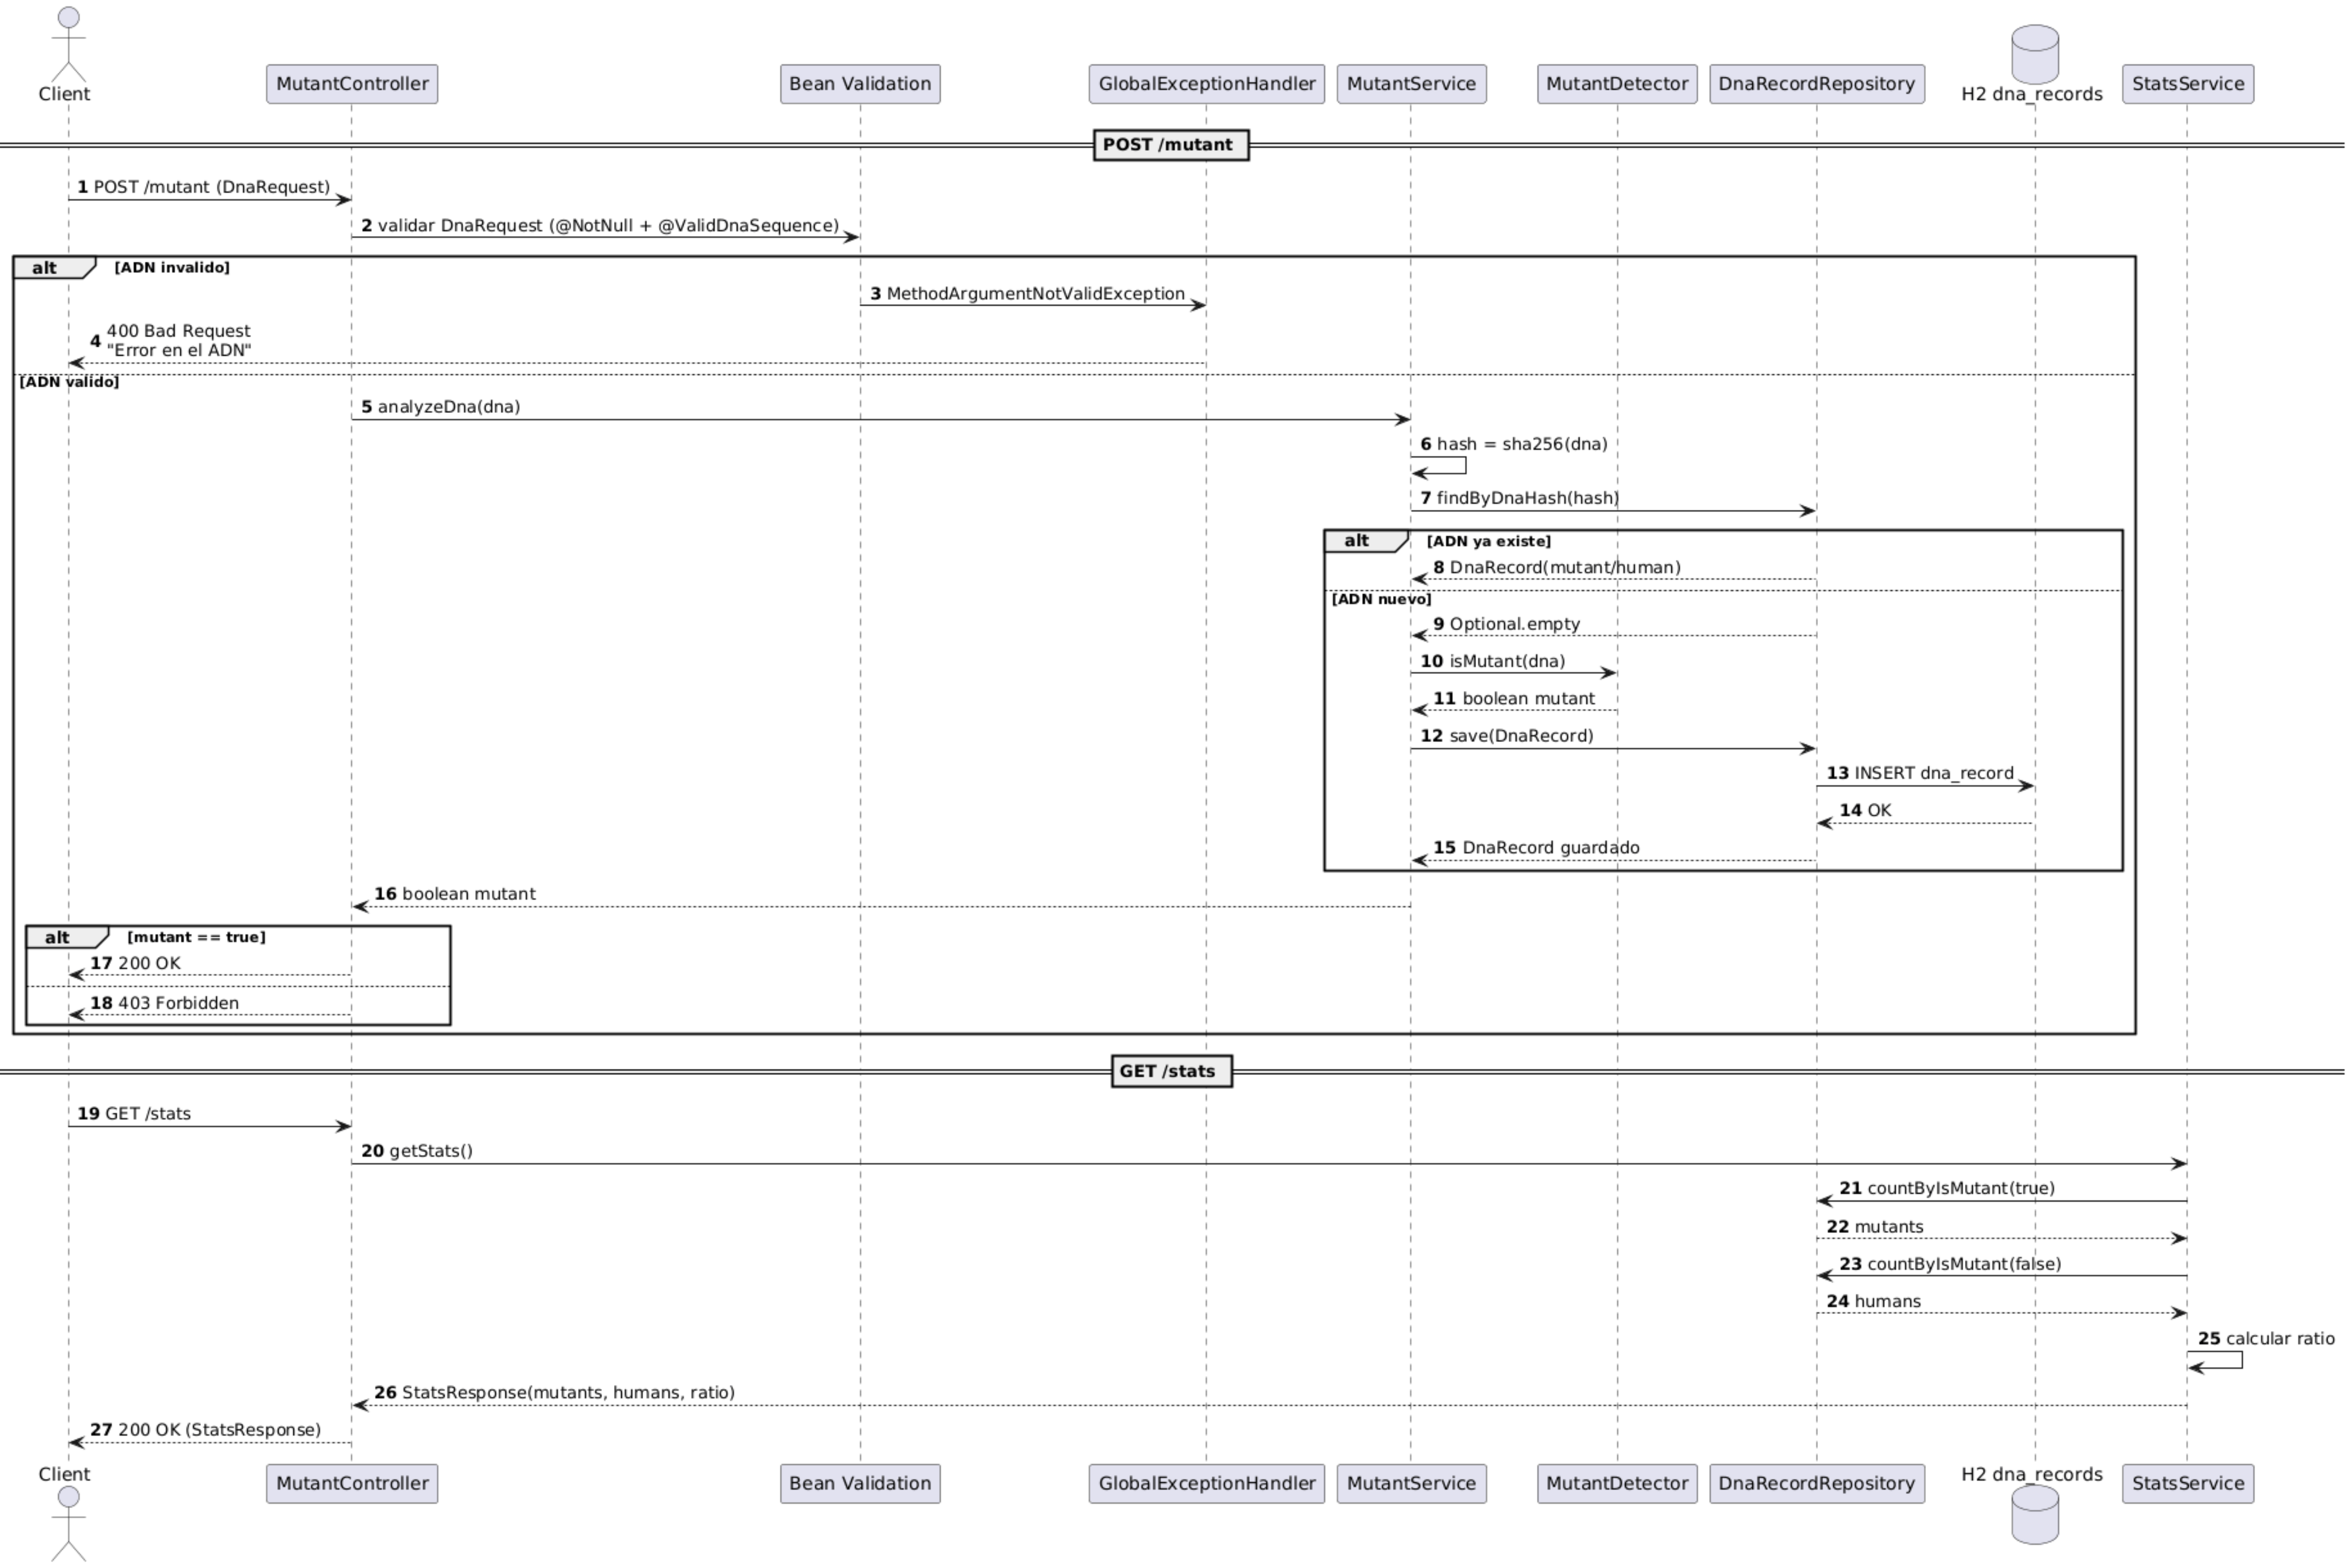 Client
MutantController
Bean Validation
GlobalExceptionHandler
MutantService
MutantDetector
DnaRecordRepository
H2 dna_records
StatsService
POST /mutant
1 POST /mutant (DnaRequest)
2 validar DnaRequest (@NotNull + @ValidDnaSequence)
alt [ADN invalido]
3 MethodArgumentNotValidException
4 400 Bad Request
"Error en el ADN"
[ADN valido]
5 analyzeDna(dna)
6 hash = sha256(dna)
7 findByDnaHash(hash)
alt [ADN ya existe]
8 DnaRecord(mutant/human)
[ADN nuevo]
9 Optional.empty
10 isMutant(dna)
11 boolean mutant
12 save(DnaRecord)
13 INSERT dna_record
14 OK
15 DnaRecord guardado
16 boolean mutant
alt [mutant == true]
17 200 OK
18 403 Forbidden
GET /stats
19 GET /stats
20 getStats()
21 countByIsMutant(true)
22 mutants
23 countByIsMutant(false)
24 humans
25 calcular ratio
26 StatsResponse(mutants, humans, ratio)
27 200 OK (StatsResponse)
Client
MutantController
Bean Validation
GlobalExceptionHandler
MutantService
MutantDetector
DnaRecordRepository
H2 dna_records
StatsService